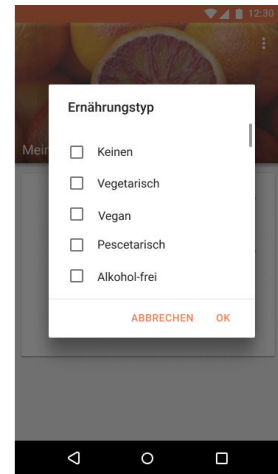 12:30
Ernährungstyp
Mein
Keinen
Vegetarisch
Vegan
Pescetarisch
Alkohol-frei
ABBRECHEN OK